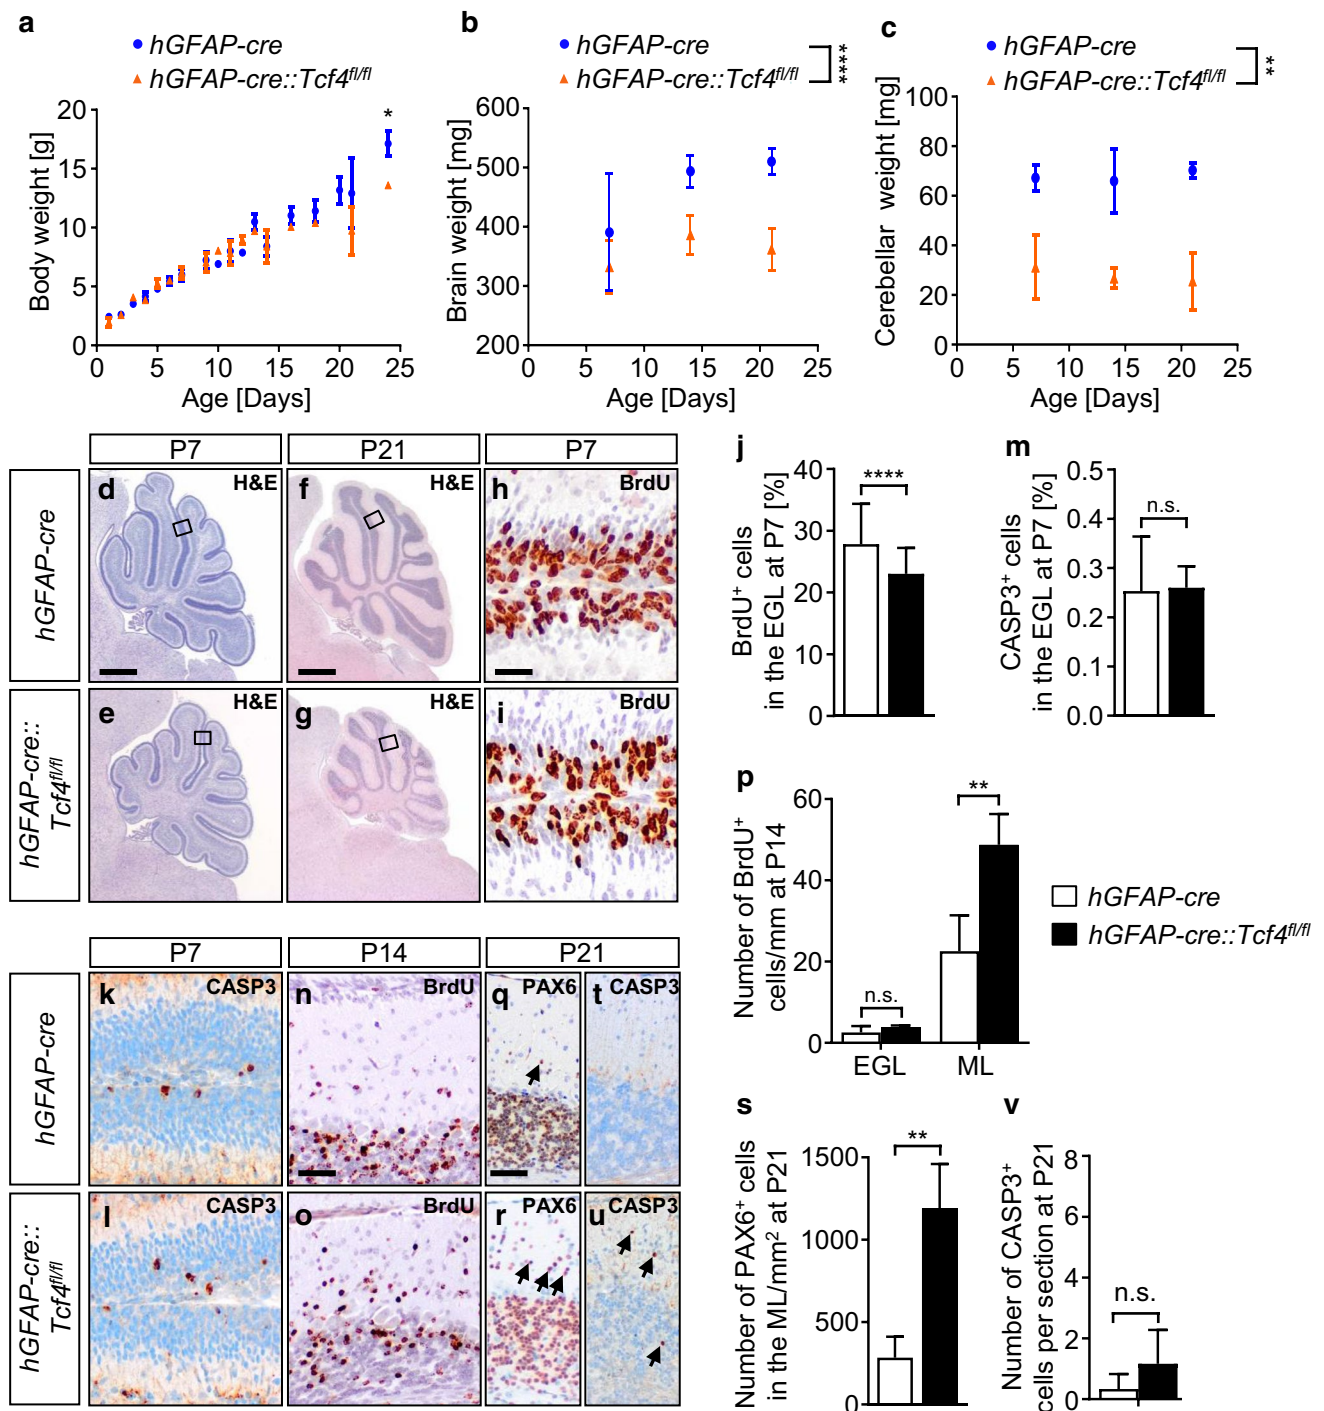 a
hGFAP-cre
hGFAP-cre::Tcf4fl/fl
*
Body weight [g]
20
15
10
5
0
0 5 10 15 20 25
Age [Days]
b
hGFAP-cre
hGFAP-cre::Tcf4fl/fl
****
Brain weight [mg]
600
500
400
300
200
0 5 10 15 20 25
Age [Days]
c
hGFAP-cre
hGFAP-cre::Tcf4fl/fl
**
Cerebellar weight [mg]
100
80
60
40
20
0
0 5 10 15 20 25
Age [Days]
P7 P21 P7
hGFAP-cre
d H&E f H&E h BrdU
hGFAP-cre::
Tcf4fl/fl
e H&E g H&E i BrdU
j
BrdU+ cells
in the EGL at P7 [%]
40
30
20
10
0
****
m
CASP3+ cells
in the EGL at P7 [%]
0.5
0.4
0.3
0.2
0.1
0.0
n.s.
P7 P14 P21
hGFAP-cre
k CASP3 n BrdU q PAX6 t CASP3
hGFAP-cre::
Tcf4fl/fl
l CASP3 o BrdU r PAX6 u CASP3
p
Number of BrdU+
cells/mm at P14
60
40
20
0
n.s.
**
EGL ML
hGFAP-cre
hGFAP-cre::Tcf4fl/fl
s
Number of PAX6+ cells
in the ML/mm2 at P21
1500
1000
500
0
**
v
Number of CASP3+
cells per section at P21
8
6
4
2
0
n.s.